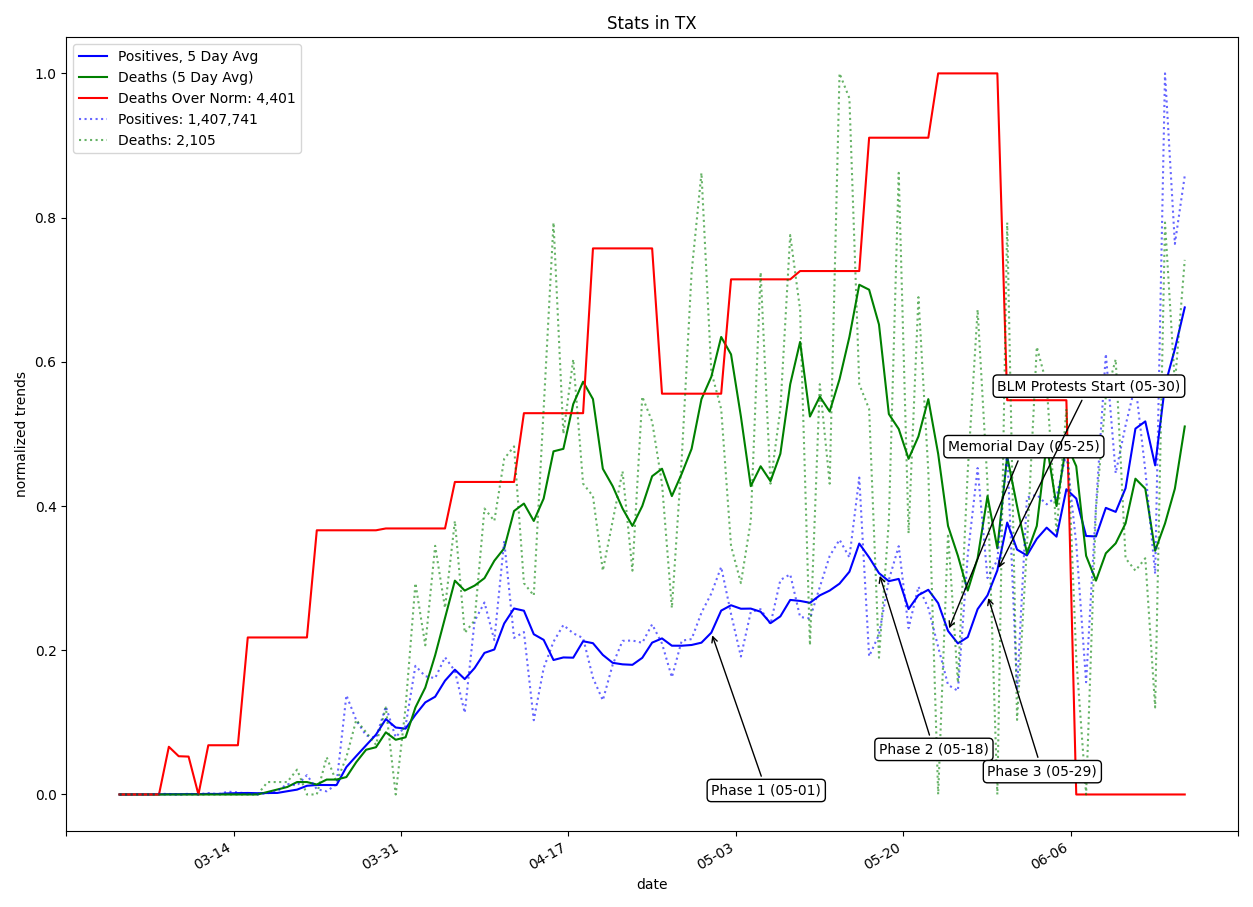 Stats in TX
Positives, 5 Day Avg
Deaths (5 Day Avg)
Deaths Over Norm: 4,401
Positives: 1,407,741
Deaths: 2,105
normalized trends
1.0
0.8
0.6
0.4
0.2
0.0
BLM Protests Start (05-30)
Memorial Day (05-25)
Phase 2 (05-18)
Phase 3 (05-29)
Phase 1 (05-01)
03-14
03-31
04-17
05-03
05-20
06-06
date